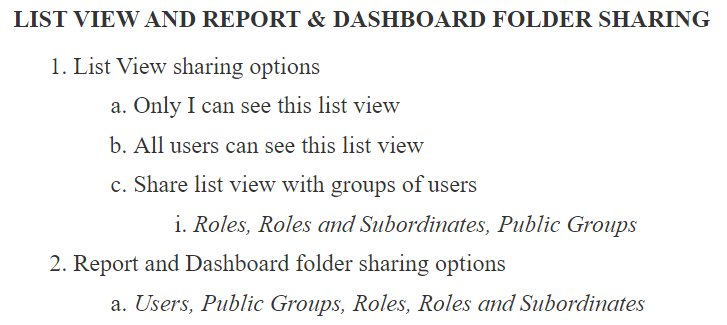 LIST VIEW AND REPORT & DASHBOARD FOLDER SHARING
1. List View sharing options
a. Only I can see this list view
b. All users can see this list view
c. Share list view with groups of users
i. Roles, Roles and Subordinates, Public Groups
2. Report and Dashboard folder sharing options
a. Users, Public Groups, Roles, Roles and Subordinates